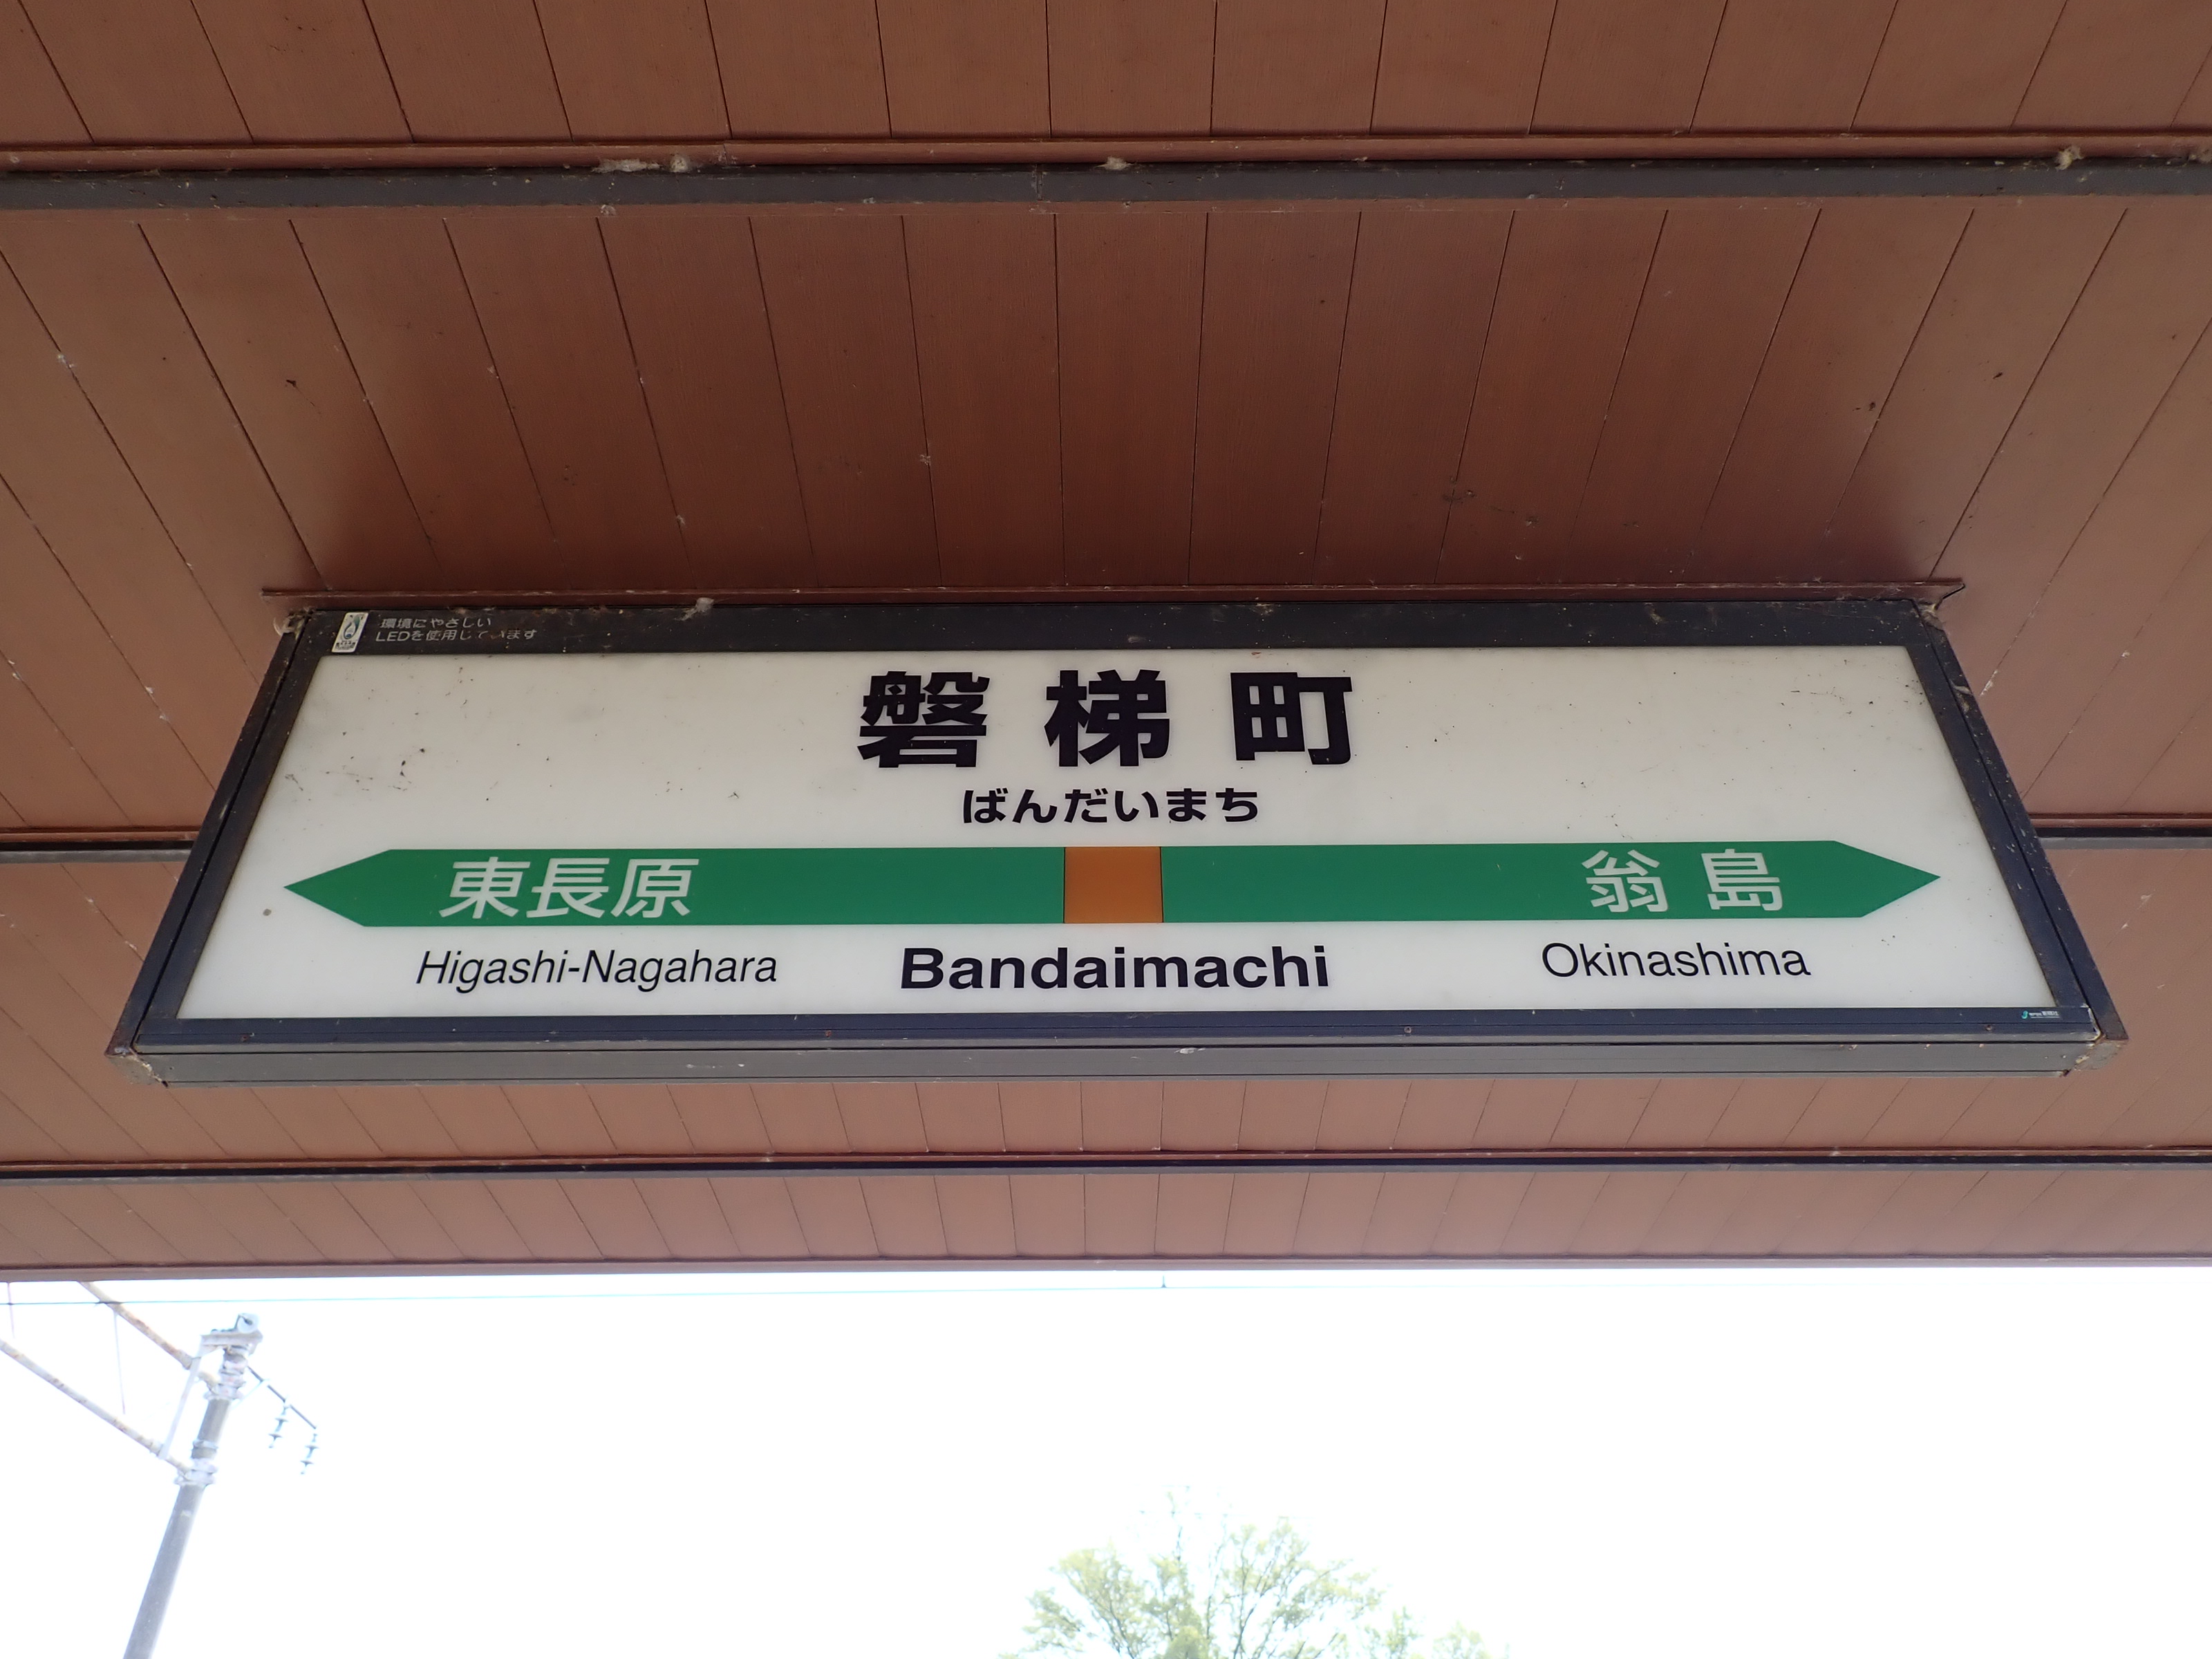 環境にやさしい
LEDを使用しています
磐梯町
ばんだいまち
東長原
翁島
Higashi-Nagahara
Bandaimachi
Okinashima